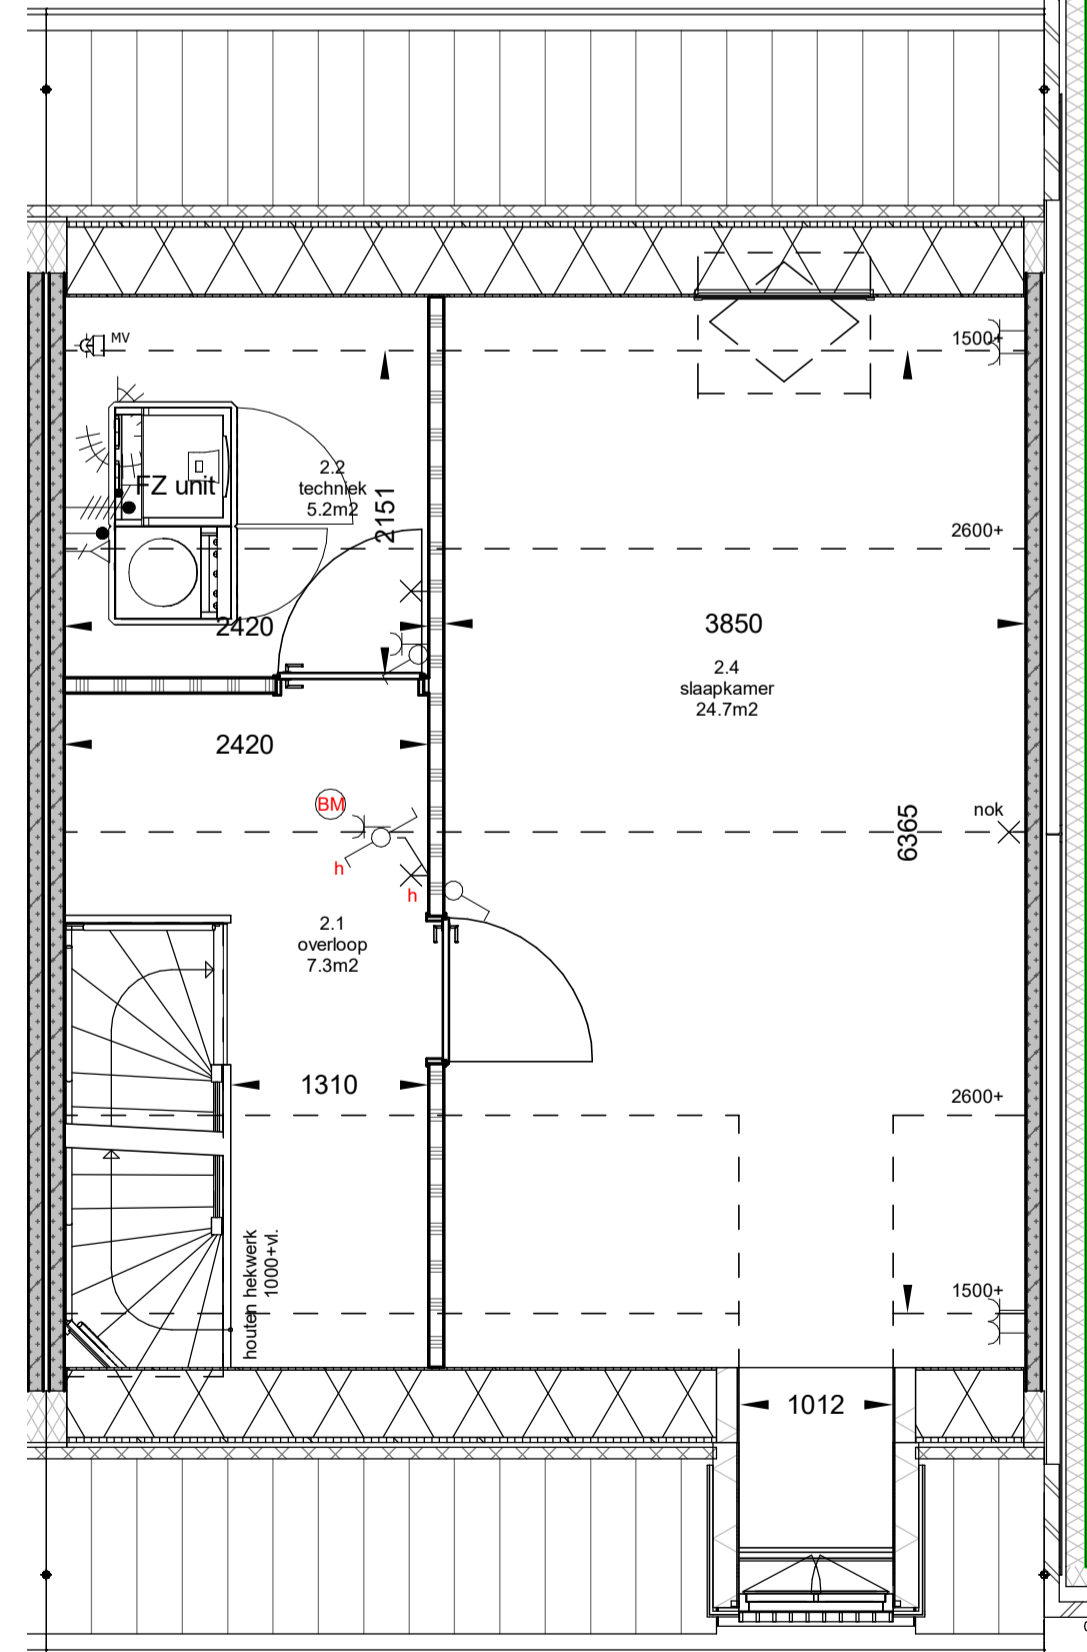 MV
1500+
FZ unit
2.2
techniek
5.2m2
2151
2600+
2420
3850
2.4
slaapkamer
24.7m2
2420
BM
h
h
nok
6365
2.1
overloop
7.3m2
1310
2600+
houten hekwerk
1000+vl.
1500+
1012